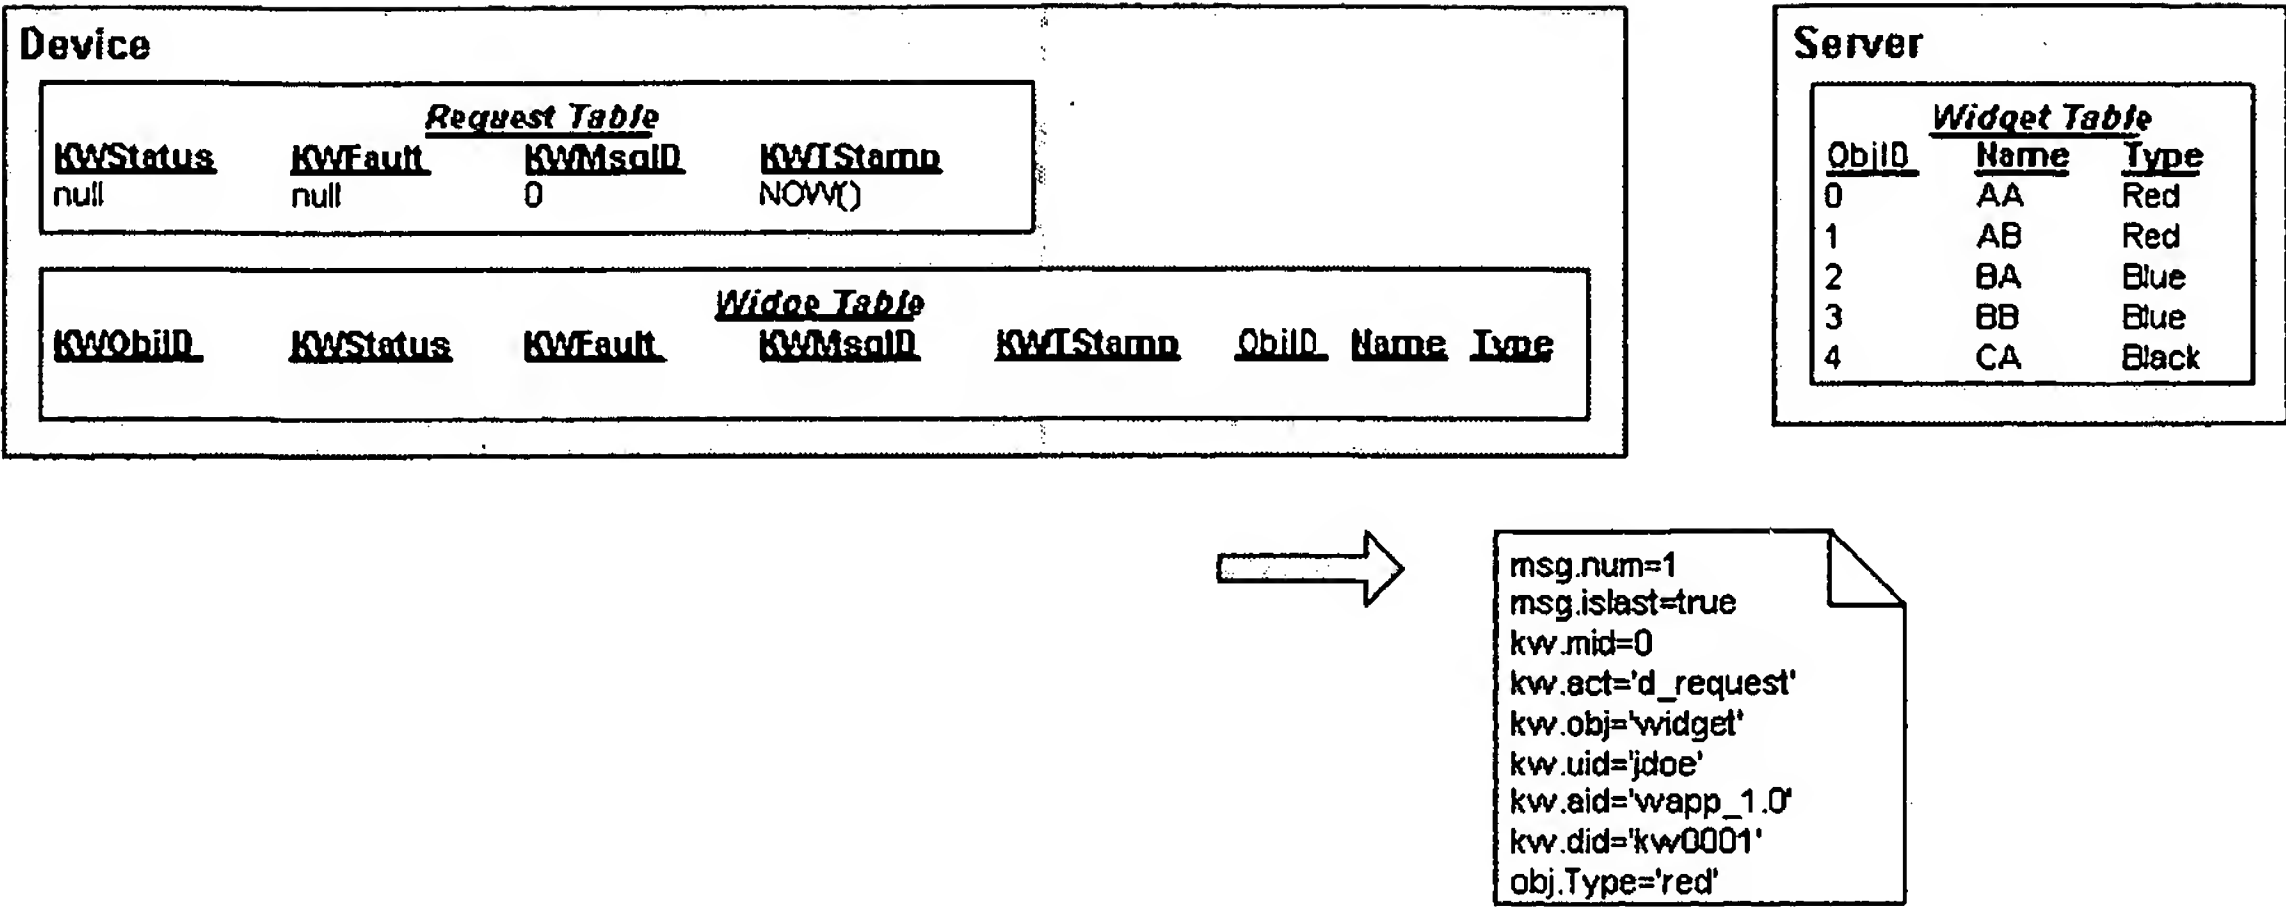 Device
Request Table
KWStatus KWFault KWMsgID KWTStamp
null null 0 NOW()
Widge Table
KWObjID KWStatus KWFault KWMsgID KWTStamp ObjID Name Type
Server
Widget Table
ObjID Name Type
0 AA Red
1 AB Red
2 BA Blue
3 BB Blue
4 CA Black
msg.num=1
msg.islast=true
kw.mid=0
kw.act='d_request'
kw.obj='widget'
kw.uid='jdoe'
kw.aid='wapp_1.0'
kw.did='kw0001'
obj.Type='red'